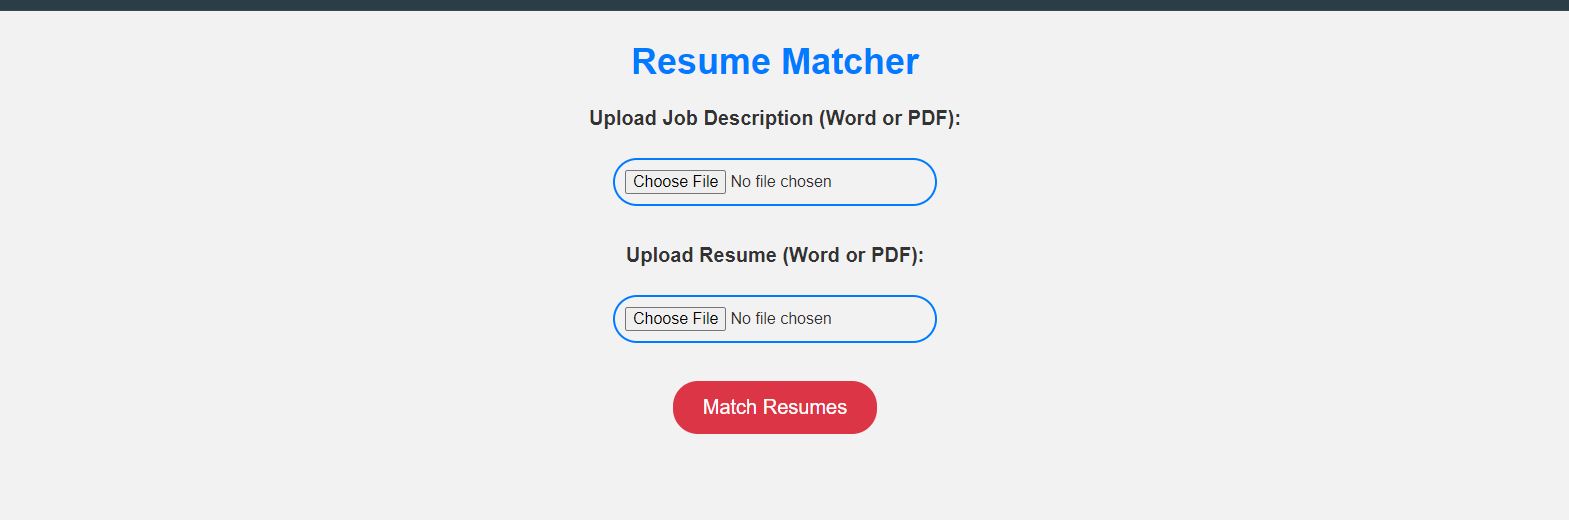 Resume Matcher
Upload Job Description (Word or PDF):
Choose File No file chosen
Upload Resume (Word or PDF):
Choose File No file chosen
Match Resumes